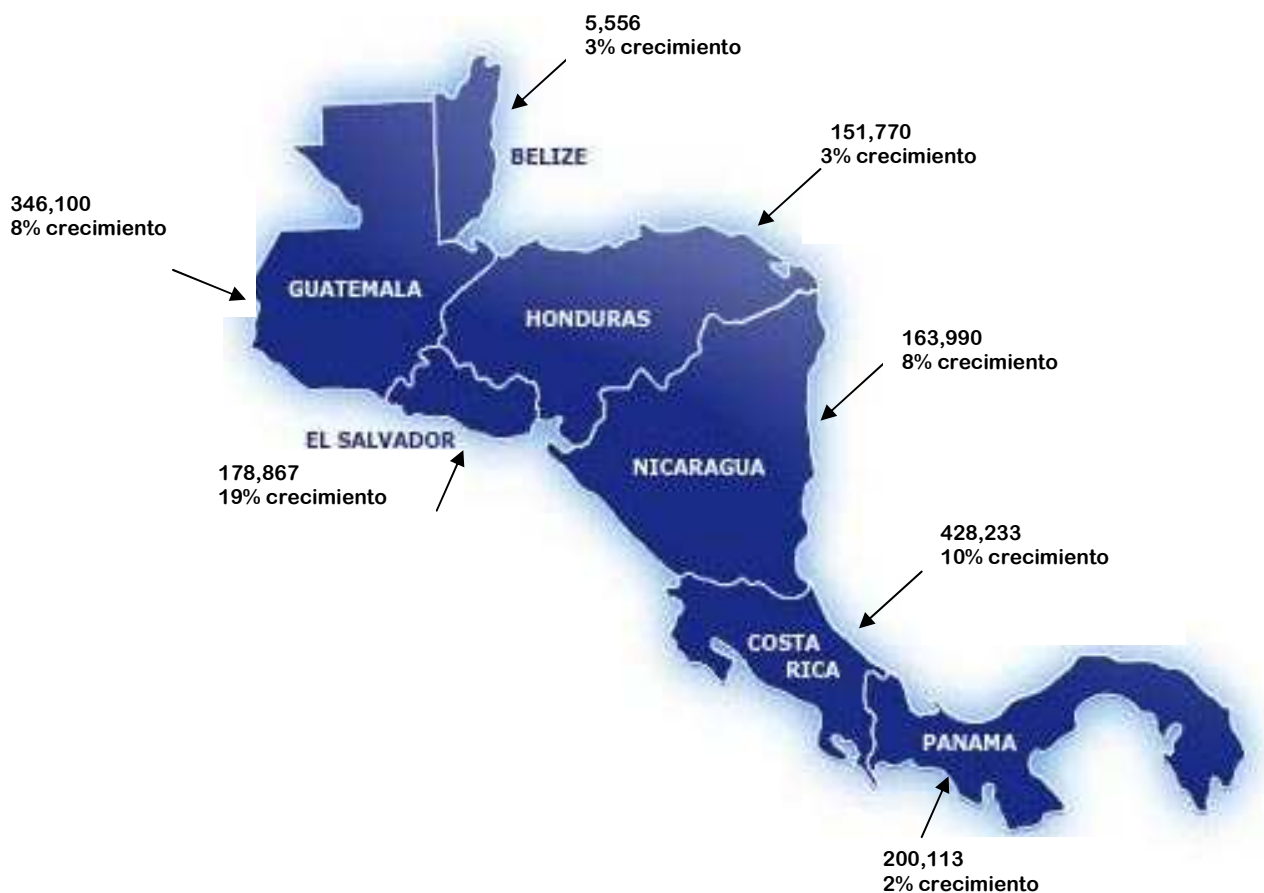 5,556
3% crecimiento
151,770
3% crecimiento
BELIZE
346,100
8% crecimiento
GUATEMALA
HONDURAS
163,990
8% crecimiento
EL SALVADOR
178,867
19% crecimiento
NICARAGUA
428,233
10% crecimiento
COSTA
RICA
PANAMA
200,113
2% crecimiento